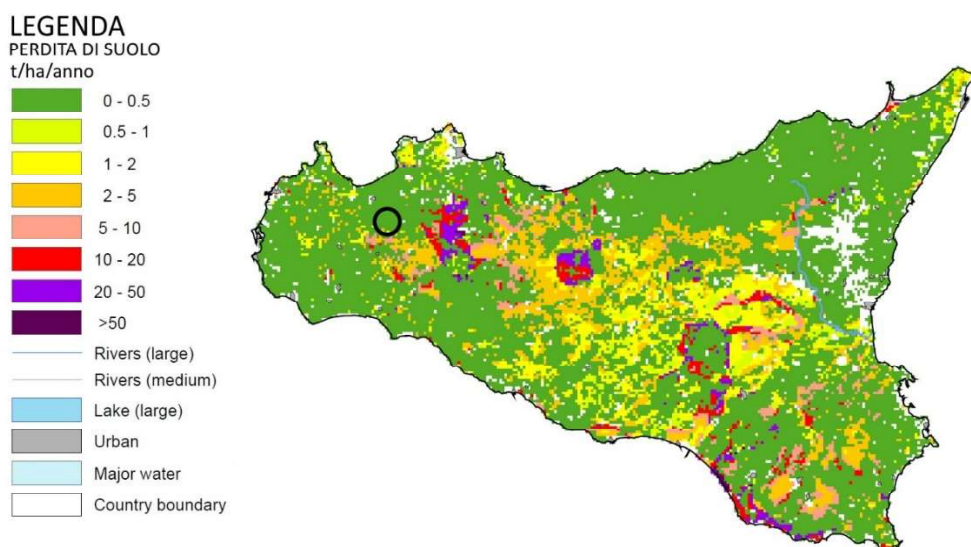 LEGENDA
PERDITA DI SUOLO
t/ha/anno
0 - 0.5
0.5 - 1
1 - 2
2 - 5
5 - 10
10 - 20
20 - 50
>50
Rivers (large)
Rivers (medium)
Lake (large)
Urban
Major water
Country boundary